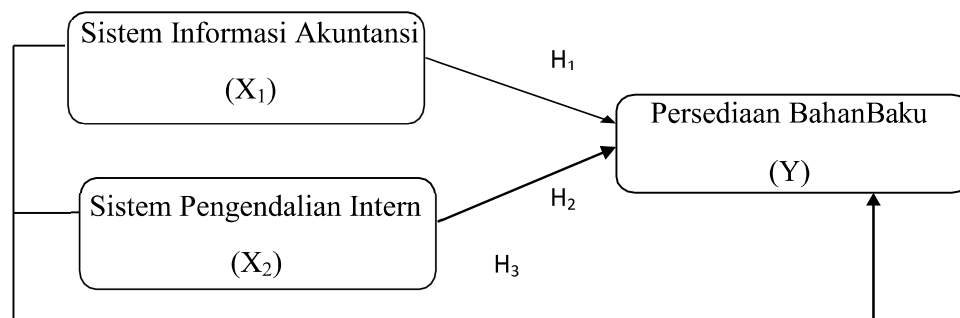 Sistem Informasi Akuntansi
(X₁)
H₁
Persediaan BahanBaku
(Y)
Sistem Pengendalian Intern
(X₂)
H₂
H₃